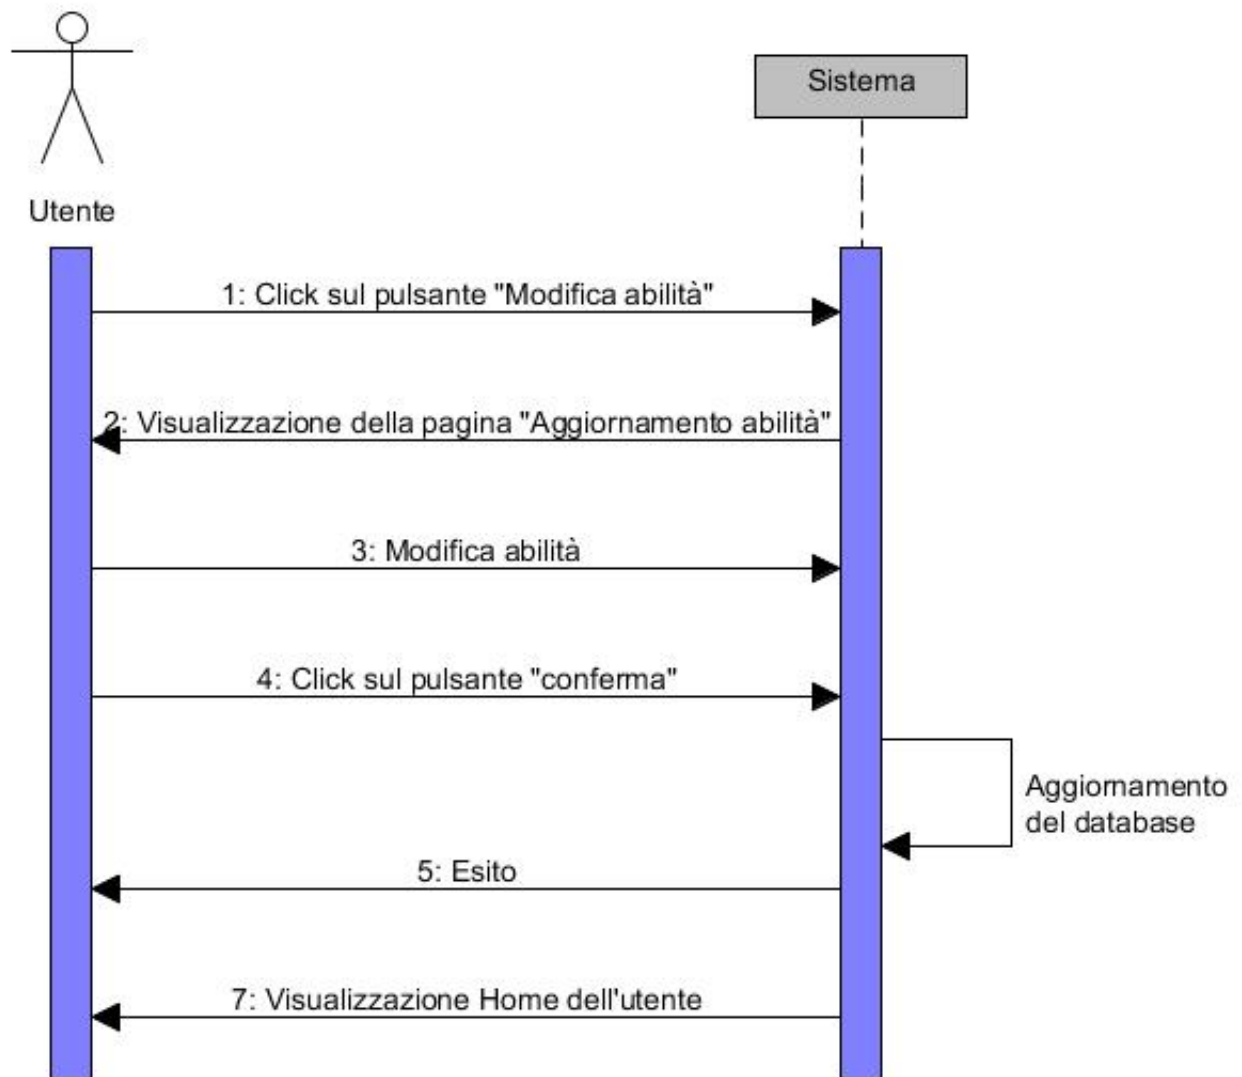 Sistema
Utente
1: Click sul pulsante "Modifica abilità"
2: Visualizzazione della pagina "Aggiornamento abilità"
3: Modifica abilità
4: Click sul pulsante "conferma"
Aggiornamento
del database
5: Esito
7: Visualizzazione Home dell'utente